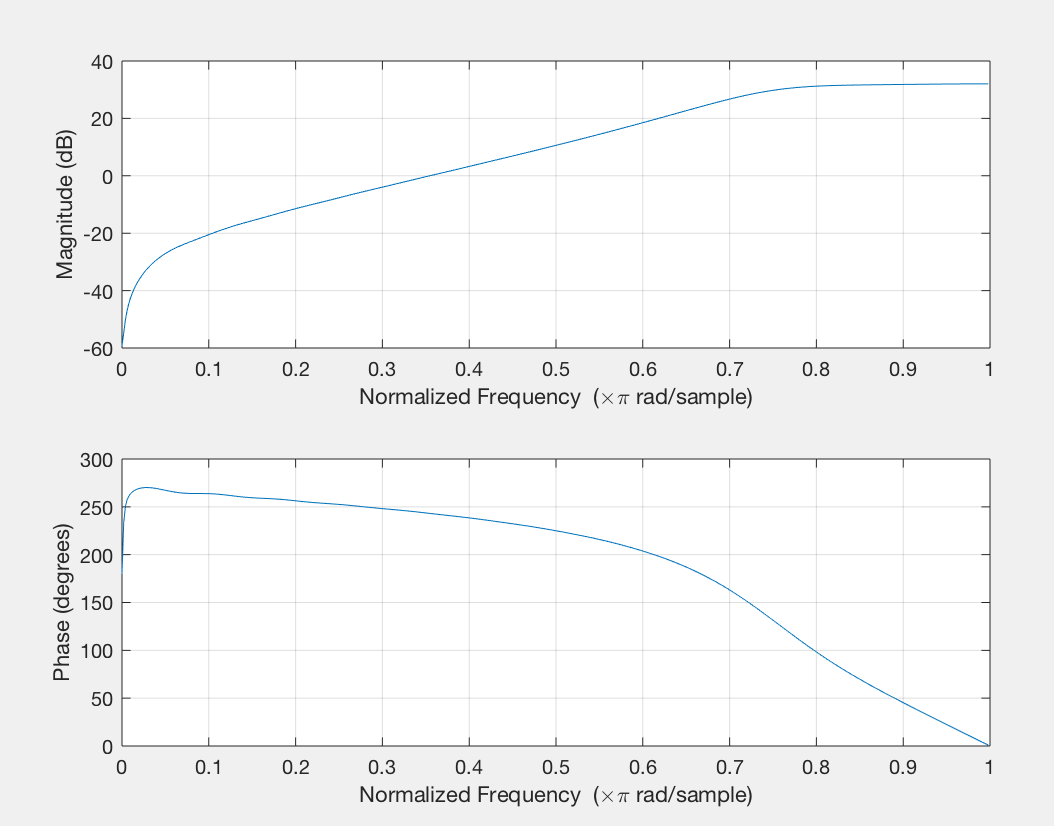 Magnitude (dB)
40
20
0
-20
-40
-60
0 0.1 0.2 0.3 0.4 0.5 0.6 0.7 0.8 0.9 1
Normalized Frequency (×π rad/sample)
Phase (degrees)
300
250
200
150
100
50
0
0 0.1 0.2 0.3 0.4 0.5 0.6 0.7 0.8 0.9 1
Normalized Frequency (×π rad/sample)